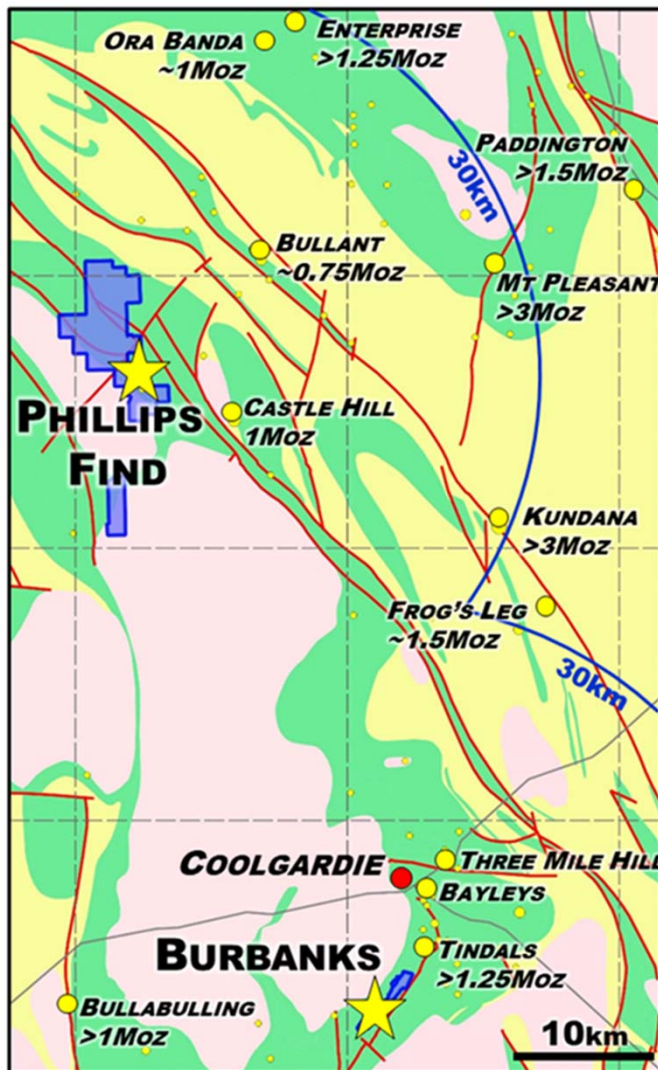 ENTERPRISE
>1.25MOZ
ORA BANDA
~1MOZ
PADDINGTON
>1.5MOZ
30km
BULLANT
~0.75MOZ
MT PLEASANT
>3MOZ
PHILLIPS
FIND
CASTLE HILL
1MOZ
KUNDANA
>3MOZ
FROG'S LEG
~1.5MOZ
30km
COOLGARDIE
THREE MILE HILL
BAYLEYS
BURBANKS
TINDALS
>1.25MOZ
BULLABULLING
>1MOZ
10KM